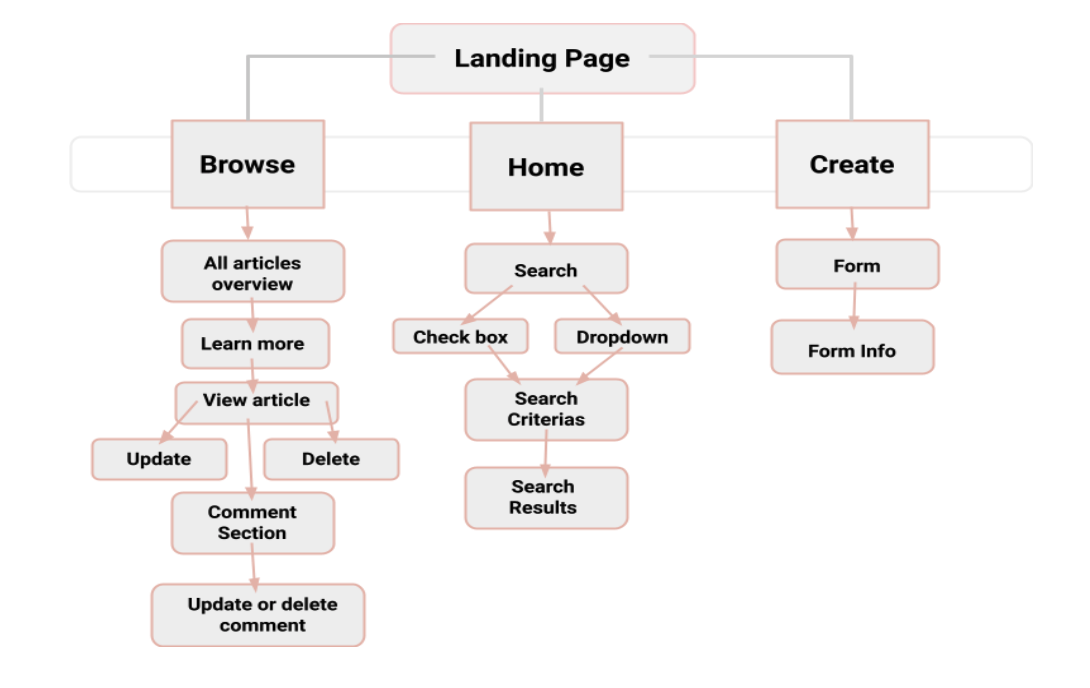 Landing Page
Browse
Home
Create
All articles
overview
Learn more
View article
Update
Delete
Comment
Section
Update or delete
comment
Search
Check box
Dropdown
Search
Criterias
Search
Results
Form
Form Info